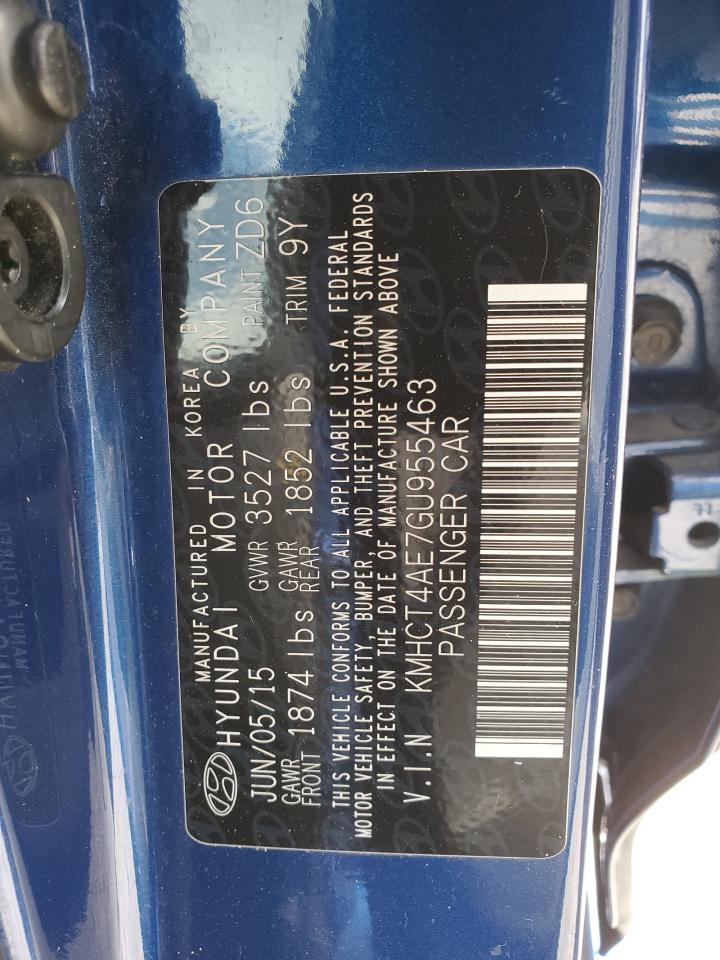 MANUFACTURED IN KOREA BY
HYUNDAI MOTOR COMPANY
JUN/05/15 GVWR 3527 lbs PAINT ZD6
GAWR FRONT 1874 lbs GAWR REAR 1852 lbs TRIM 9Y
THIS VEHICLE CONFORMS TO ALL APPLICABLE U.S.A. FEDERAL
MOTOR VEHICLE SAFETY, BUMPER, AND THEFT PREVENTION STANDARDS
IN EFFECT ON THE DATE OF MANUFACTURE SHOWN ABOVE
V.I.N KMHCT4AE7GU955463
PASSENGER CAR